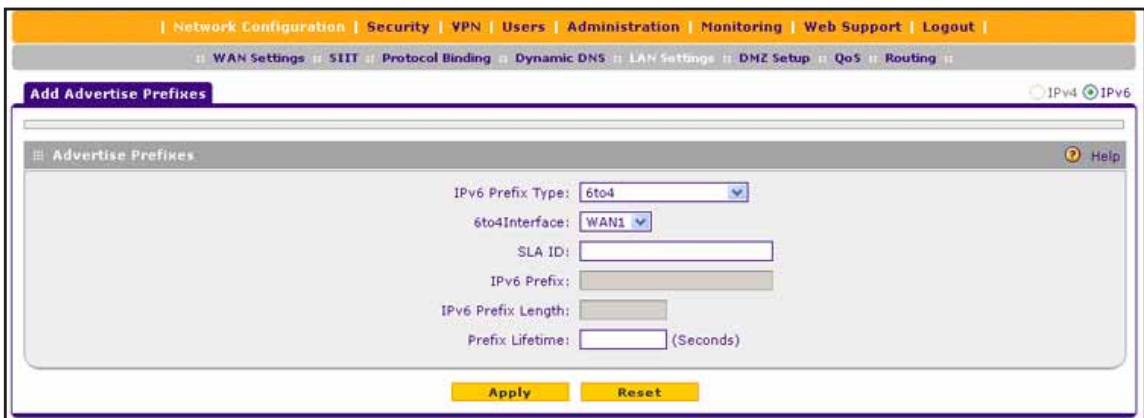 | Network Configuration | Security | VPN | Users | Administration | Monitoring | Web Support | Logout |
:: WAN Settings :: SIIT :: Protocol Binding :: Dynamic DNS :: LAN Settings :: DMZ Setup :: QoS :: Routing ::
Add Advertise Prefixes IPv4 IPv6
Advertise Prefixes ? Help
IPv6 Prefix Type: 6to4
6to4Interface: WAN1
SLA ID:
IPv6 Prefix:
IPv6 Prefix Length:
Prefix Lifetime: (Seconds)
Apply Reset